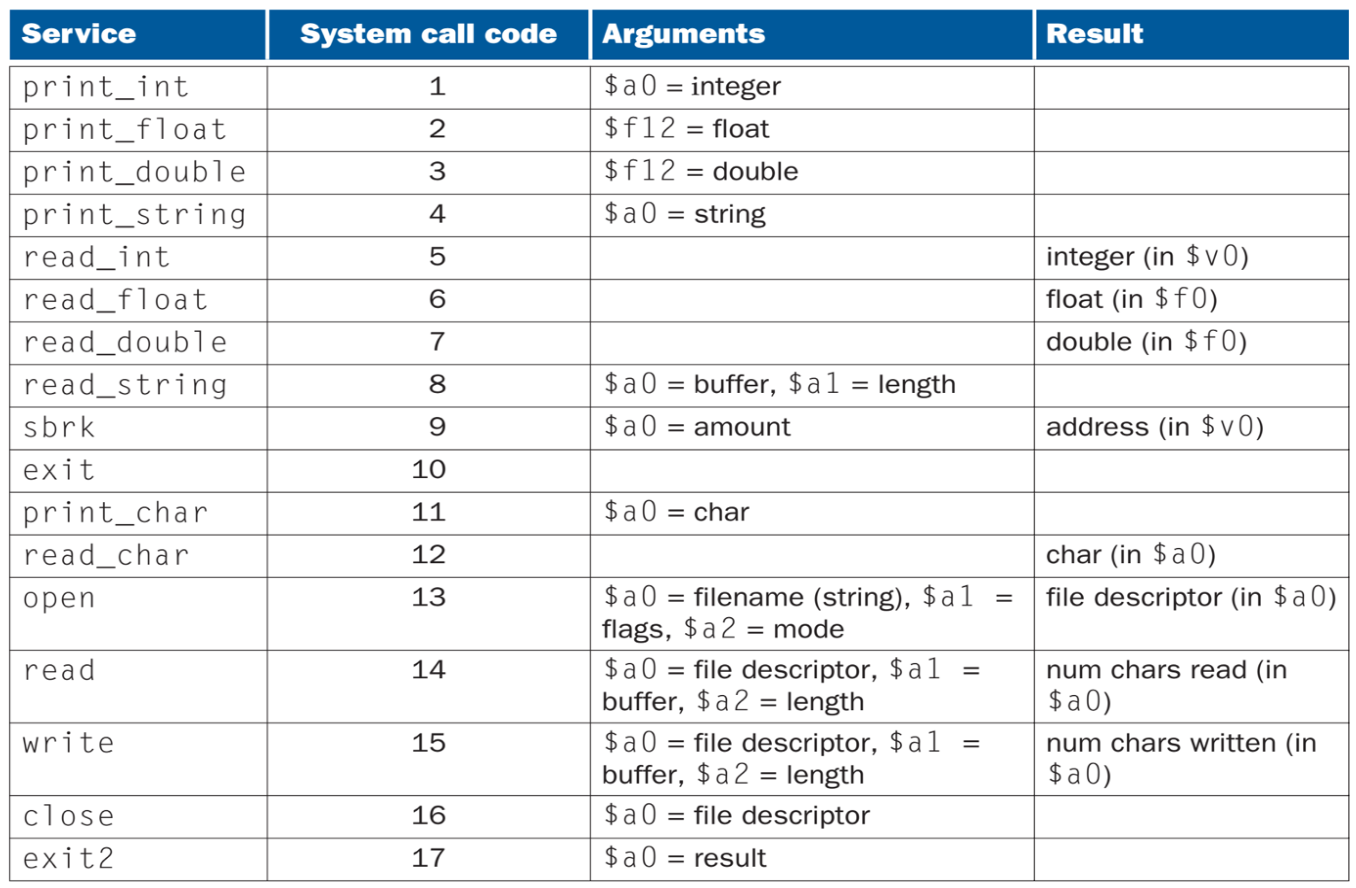 Service System call code Arguments Result
print_int 1 $a0 = integer
print_float 2 $f12 = float
print_double 3 $f12 = double
print_string 4 $a0 = string
read_int 5 integer (in $v0)
read_float 6 float (in $f0)
read_double 7 double (in $f0)
read_string 8 $a0 = buffer, $a1 = length
sbrk 9 $a0 = amount address (in $v0)
exit 10
print_char 11 $a0 = char
read_char 12 char (in $a0)
open 13 $a0 = filename (string), $a1 = file descriptor (in $a0)
flags, $a2 = mode
read 14 $a0 = file descriptor, $a1 = num chars read (in
buffer, $a2 = length $a0)
write 15 $a0 = file descriptor, $a1 = num chars written (in
buffer, $a2 = length $a0)
close 16 $a0 = file descriptor
exit2 17 $a0 = result